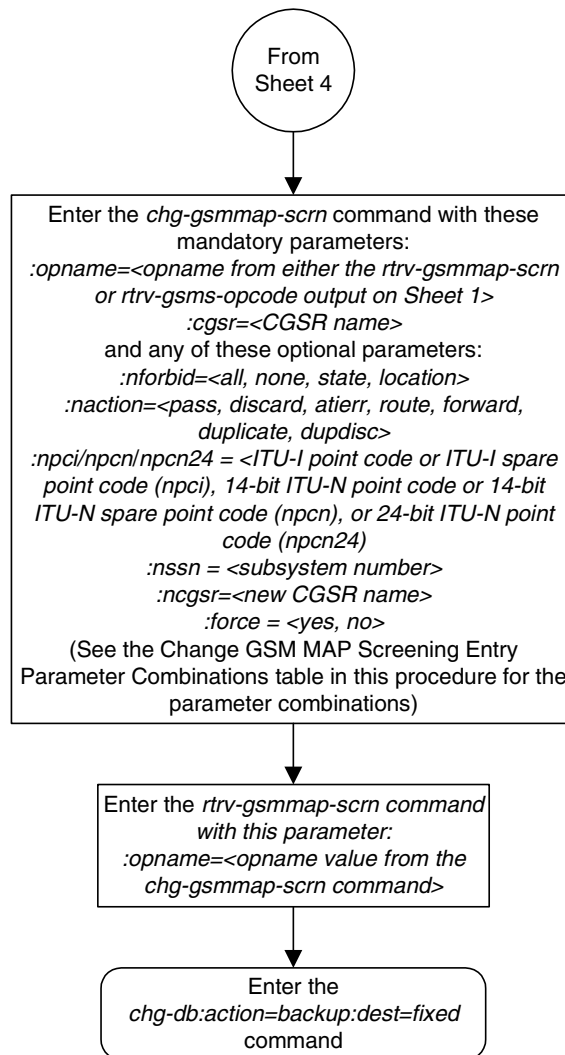 From
Sheet 4
Enter the chg-gsmmap-scrn command with these
mandatory parameters:
:opname=<opname from either the rtrv-gsmmap-scrn
or rtrv-gsms-opcode output on Sheet 1>
:cgsr=<CGSR name>
and any of these optional parameters:
:nforbid=<all, none, state, location>
:naction=<pass, discard, atierr, route, forward,
duplicate, dupdisc>
:npci/npcn/npcn24 = <ITU-I point code or ITU-I spare
point code (npci), 14-bit ITU-N point code or 14-bit
ITU-N spare point code (npcn), or 24-bit ITU-N point
code (npcn24)
:nssn = <subsystem number>
:ncgsr=<new CGSR name>
:force = <yes, no>
(See the Change GSM MAP Screening Entry
Parameter Combinations table in this procedure for the
parameter combinations)
Enter the rtrv-gsmmap-scrn command
with this parameter:
:opname=<opname value from the
chg-gsmmap-scrn command>
Enter the
chg-db:action=backup:dest=fixed
command